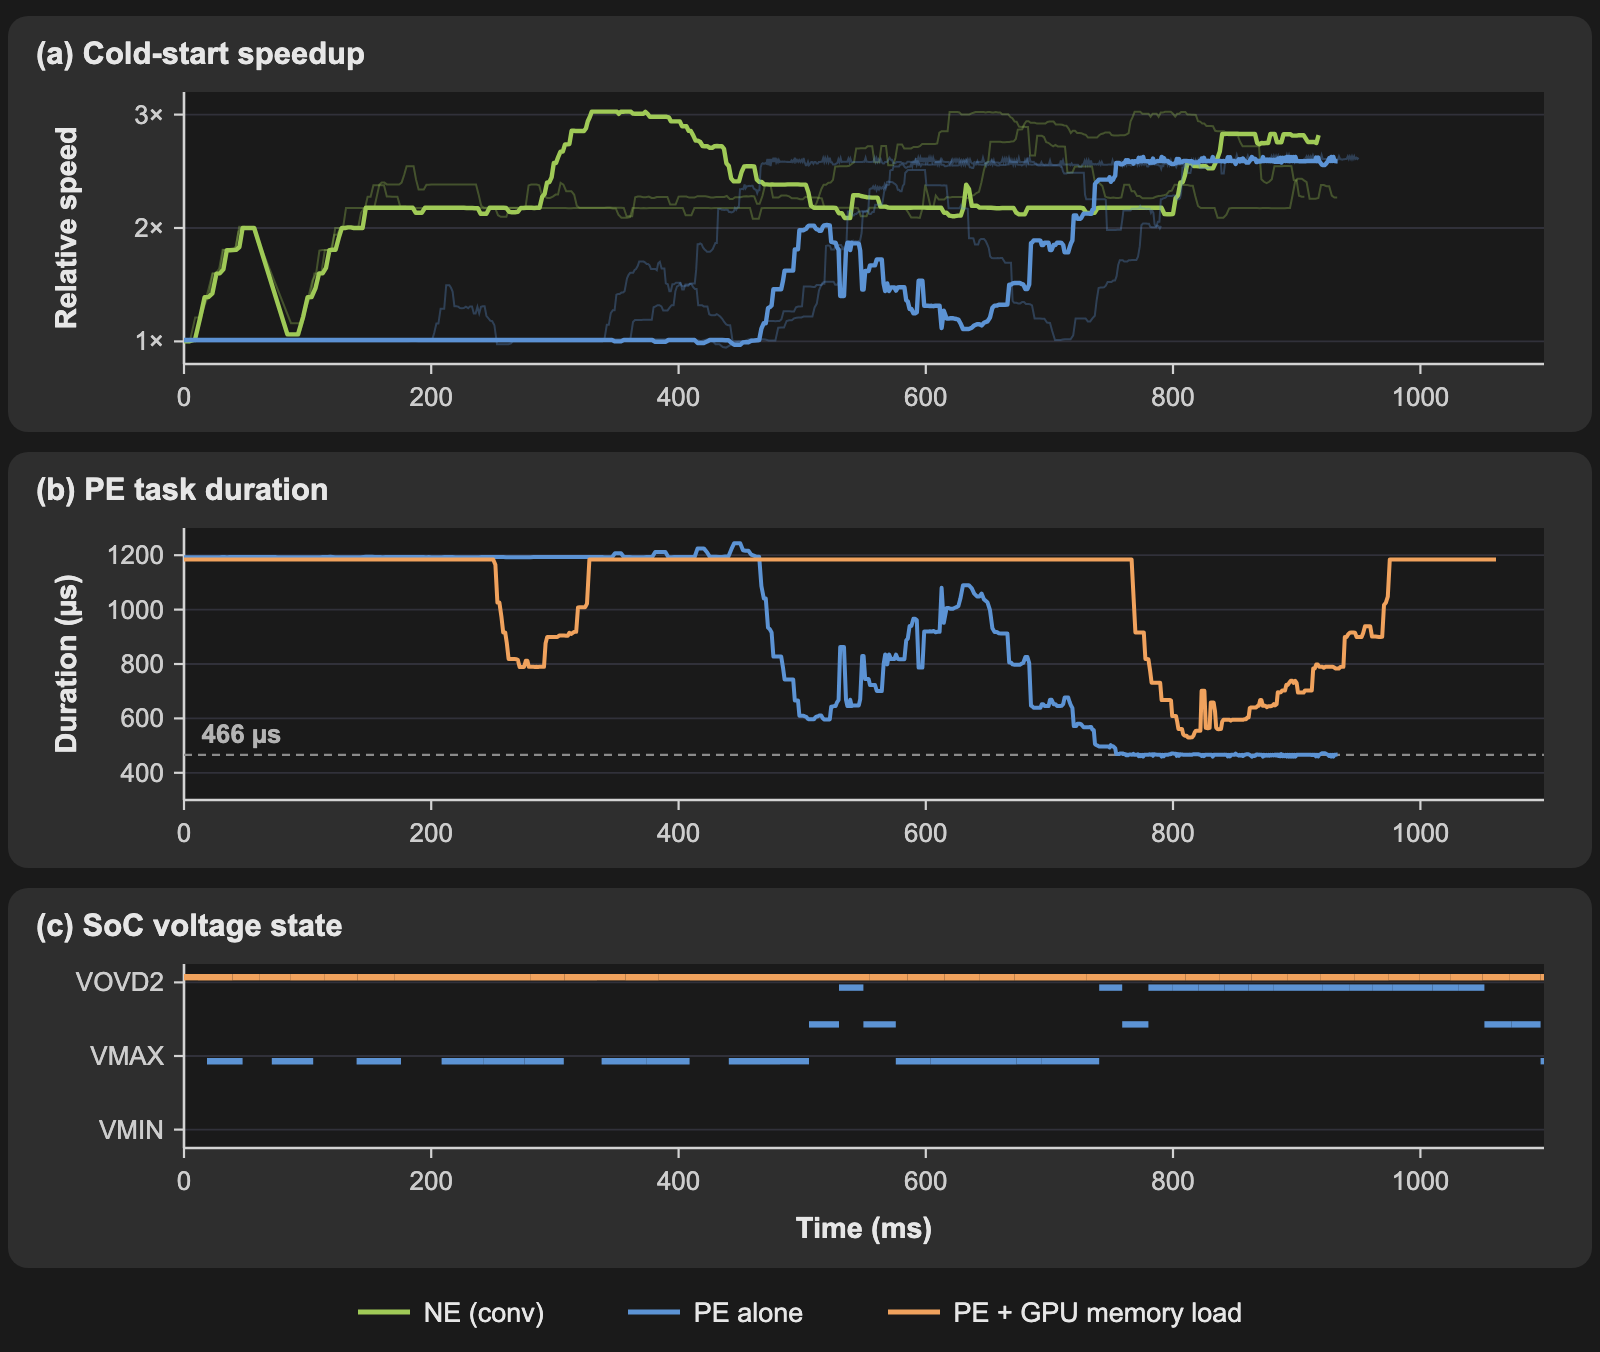 (a) Cold-start speedup
Relative speed
3×
2×
1×
0 200 400 600 800 1000
(b) PE task duration
Duration (µs)
1200
1000
800
600
400
466 µs
0 200 400 600 800 1000
(c) SoC voltage state
VOVD2
VMAX
VMIN
0 200 400 600 800 1000
Time (ms)
NE (conv) PE alone PE + GPU memory load